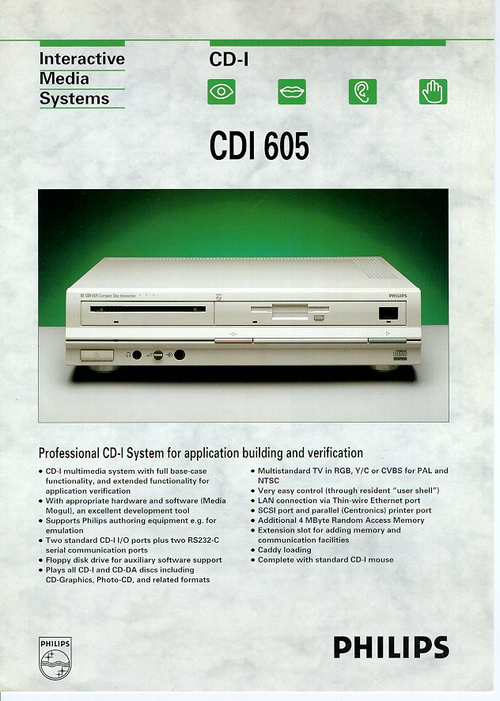 Interactive
Media
Systems
CD-I
CDI 605
CDI 605 Compact Disc Interactive
PHILIPS
Professional CD-I System for application building and verification
• CD-I multimedia system with full base-case
functionality, and extended functionality for
application verification
• With appropriate hardware and software (Media
Mogul), an excellent development tool
• Supports Philips authoring equipment e.g. for
emulation
• Two standard CD-I I/O ports plus two RS232-C
serial communication ports
• Floppy disk drive for auxiliary software support
• Plays all CD-I and CD-DA discs including
CD-Graphics, Photo-CD, and related formats
• Multistandard TV in RGB, Y/C or CVBS for PAL and
NTSC
• Very easy control (through resident "user shell")
• LAN connection via Thin-wire Ethernet port
• SCSI port and parallel (Centronics) printer port
• Additional 4 MByte Random Access Memory
• Extension slot for adding memory and
communication facilities
• Caddy loading
• Complete with standard CD-I mouse
PHILIPS
PHILIPS